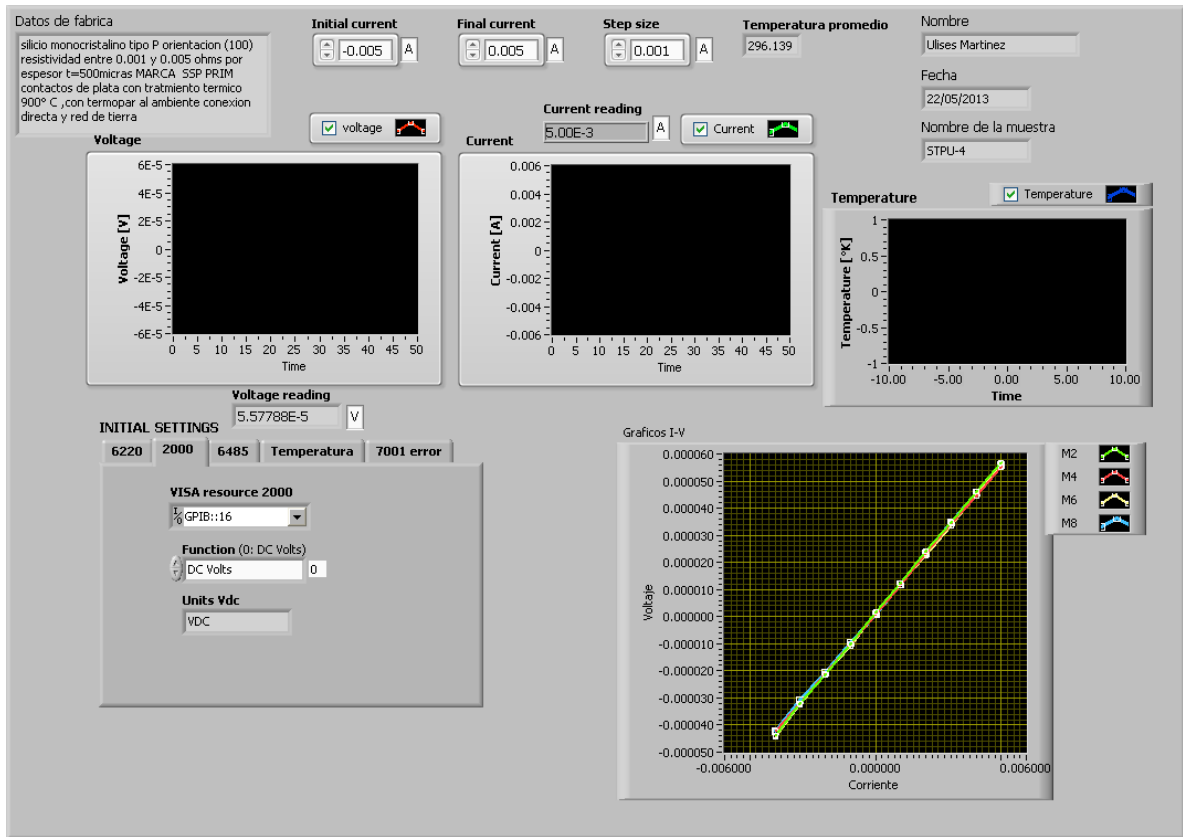 Datos de fabrica
silicio monocristalino tipo P orientacion (100)
resistividad entre 0.001 y 0.005 ohms por
espesor t=500micras MARCA SSP PRIM
contactos de plata con tratmiento termico
900° C ,con termopar al ambiente conexion
directa y red de tierra
Initial current
-0.005 A
Final current
0.005 A
Step size
0.001 A
Temperatura promedio
296.139
Nombre
Ulises Martinez
Fecha
22/05/2013
Nombre de la muestra
STPU-4
Voltage
voltage
6E-5
4E-5
2E-5
0
-2E-5
-4E-5
-6E-5
Voltage [V]
0 5 10 15 20 25 30 35 40 45 50
Time
Current reading
5.00E-3 A
Current
Current
0.006
0.004
0.002
0
-0.002
-0.004
-0.006
Current [A]
0 5 10 15 20 25 30 35 40 45 50
Time
Temperature
Temperature
1
0.5
0
-0.5
-1
Temperature [°K]
-10.00 -5.00 0.00 5.00 10.00
Time
Voltage reading
5.57788E-5 V
INITIAL SETTINGS
6220 2000 6485 Temperatura 7001 error
VISA resource 2000
I/0 GPIB::16
Function (0: DC Volts)
DC Volts 0
Units Vdc
VDC
Graficos I-V
M2
M4
M6
M8
0.000060
0.000050
0.000040
0.000030
0.000020
0.000010
0.000000
-0.000010
-0.000020
-0.000030
-0.000040
-0.000050
Voltaje
-0.006000 0.000000 0.006000
Corriente